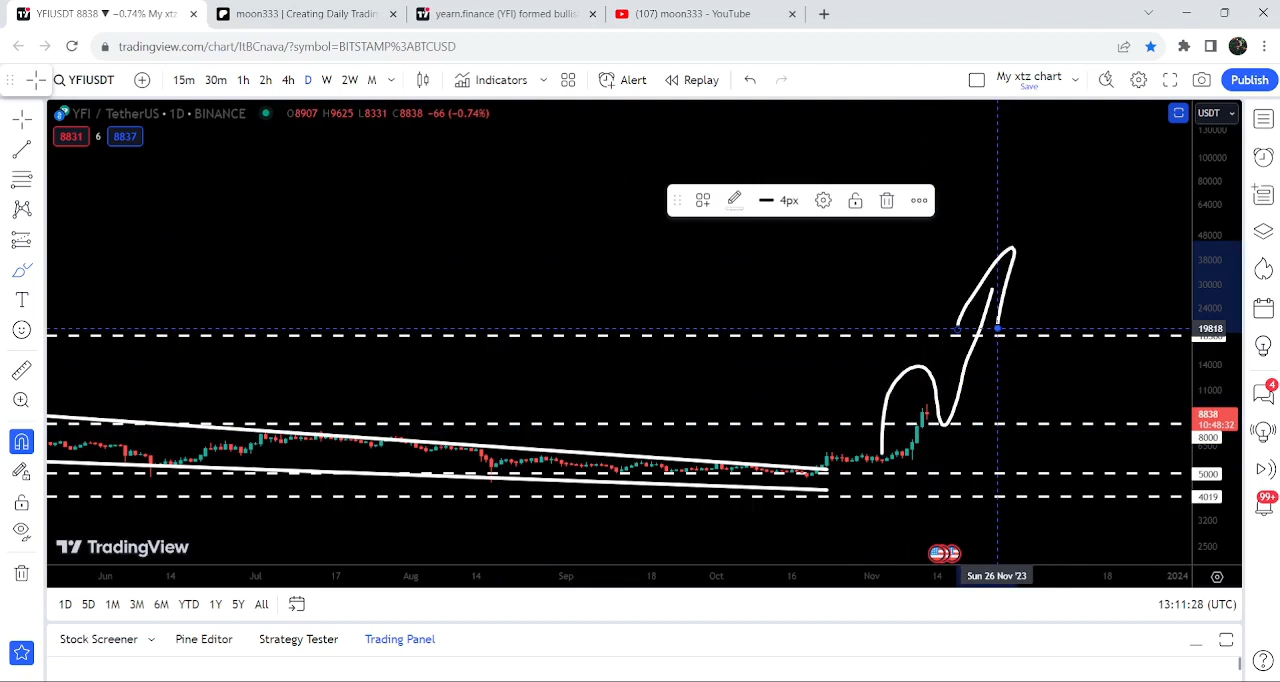 YFIUSDT 8838 ▼ −0.74% My xtz
moon333 | Creating Daily Tradin
yearn.finance (YFI) formed bullis
(107) moon333 - YouTube
tradingview.com/chart/ItBCnava/?symbol=BITSTAMP%3ABTCUSD
YFIUSDT 15m 30m 1h 2h 4h D W 2W M Indicators Alert Replay My xtz chart Save Publish
YFI / TetherUS • 1D • BINANCE O8907 H9625 L8331 C8838 −66 (−0.74%)
USDT
8831 6 8837
130000
100000
80000
4px
64000
48000
38000
30000
24000
19818
14000
11000
8838
10:48:32
8000
5000
4019
3200
2500
TradingView
Jun 14 Jul 17 Aug 14 Sep 18 Oct 16 Nov 14 Sun 26 Nov '23 18 2024
1D 5D 1M 3M 6M YTD 1Y 5Y All 13:11:28 (UTC)
Stock Screener Pine Editor Strategy Tester Trading Panel
4
99+